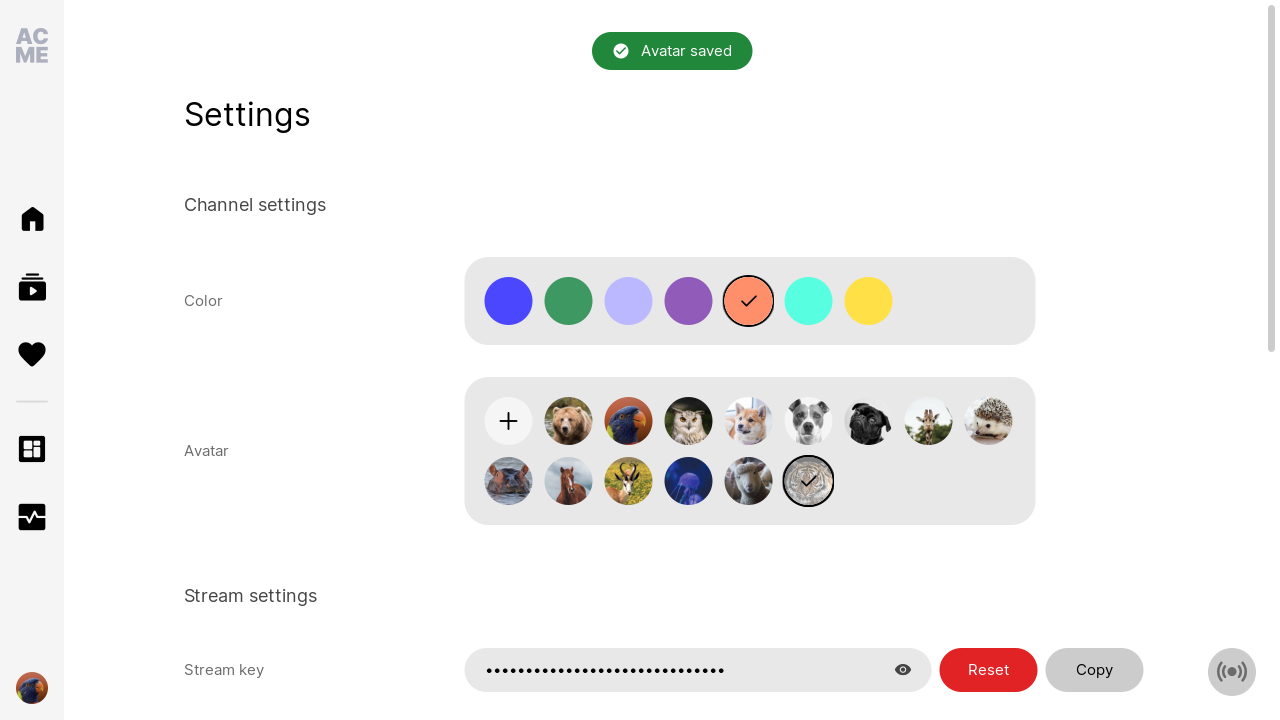 AC
ME
Avatar saved
Settings
Channel settings
Color
Avatar
Stream settings
Stream key
••••••••••••••••••••••••••••••
Reset
Copy